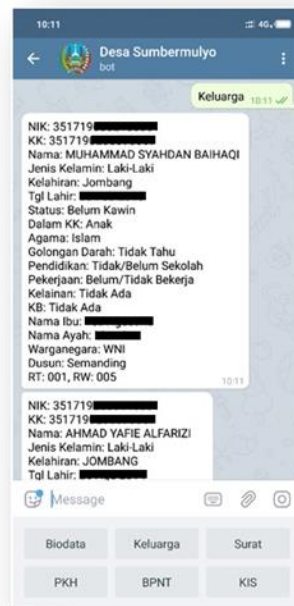 10:11
4G
Desa Sumbermulyo
bot
Keluarga 10:11
NIK: 351719
KK: 351719
Nama: MUHAMMAD SYAHDAN BAIHAQI
Jenis Kelamin: Laki-Laki
Kelahiran: Jombang
Tgl Lahir:
Status: Belum Kawin
Dalam KK: Anak
Agama: Islam
Golongan Darah: Tidak Tahu
Pendidikan: Tidak/Belum Sekolah
Pekerjaan: Belum/Tidak Bekerja
Kelainan: Tidak Ada
KB: Tidak Ada
Nama Ibu:
Nama Ayah:
Warganegara: WNI
Dusun: Semanding
RT: 001, RW: 005
10:11
NIK: 351719
KK: 351719
Nama: AHMAD YAFIE ALFARIZI
Jenis Kelamin: Laki-Laki
Kelahiran: JOMBANG
Tgl Lahir:
Message
Biodata Keluarga Surat
PKH BPNT KIS